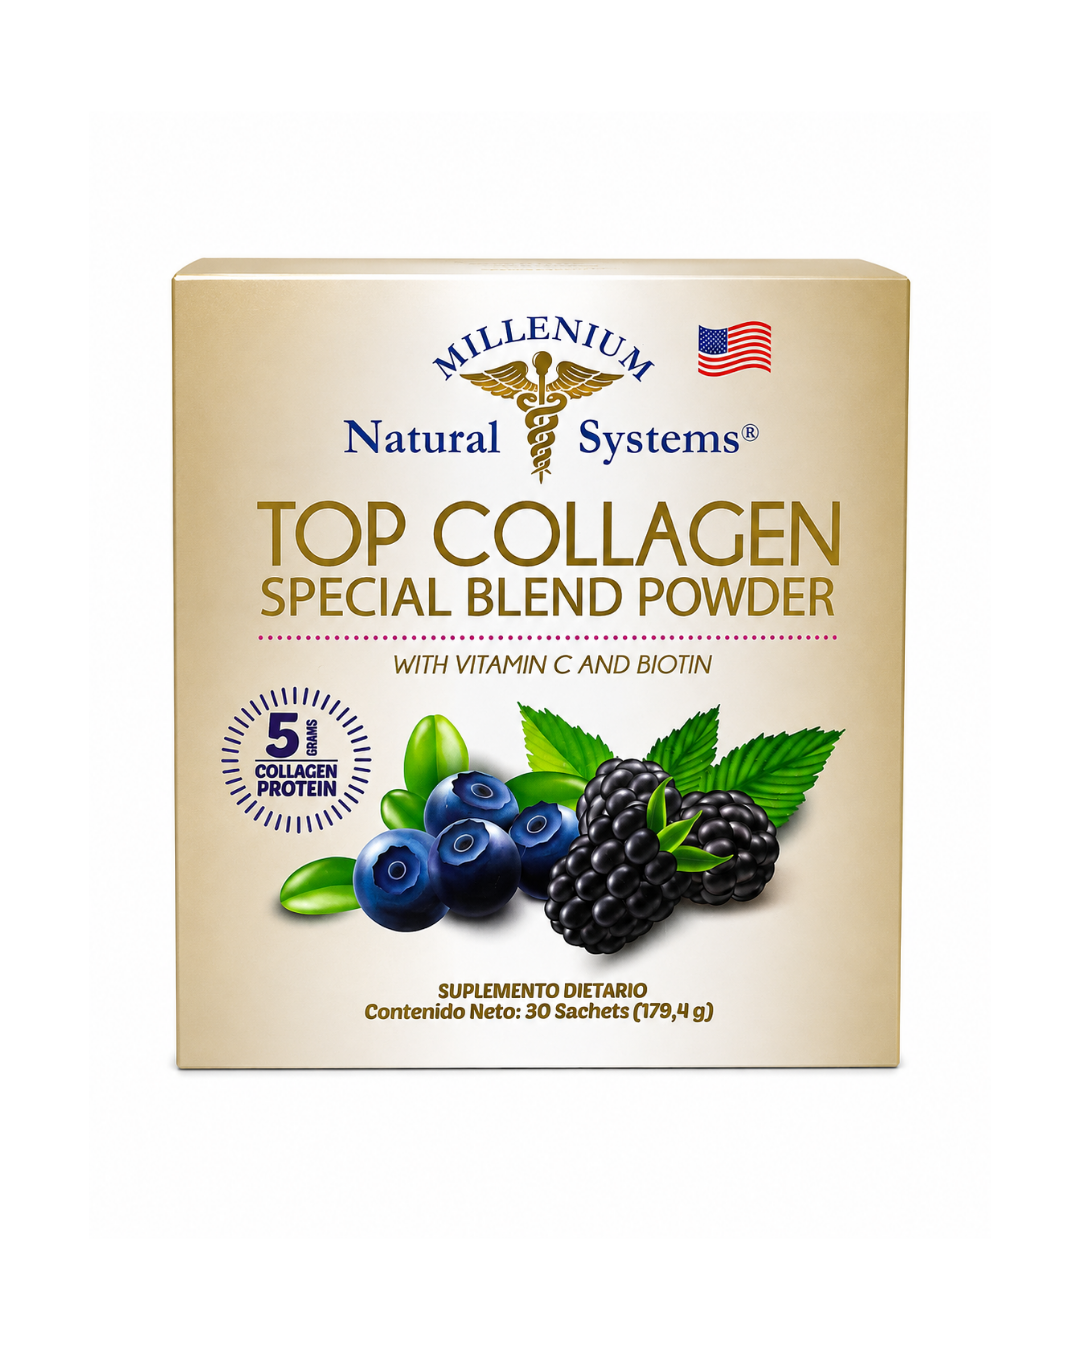 MILLENIUM
Natural Systems®
TOP COLLAGEN
SPECIAL BLEND POWDER
WITH VITAMIN C AND BIOTIN
5 GRAMS
COLLAGEN
PROTEIN
SUPLEMENTO DIETARIO
Contenido Neto: 30 Sachets (179,4 g)